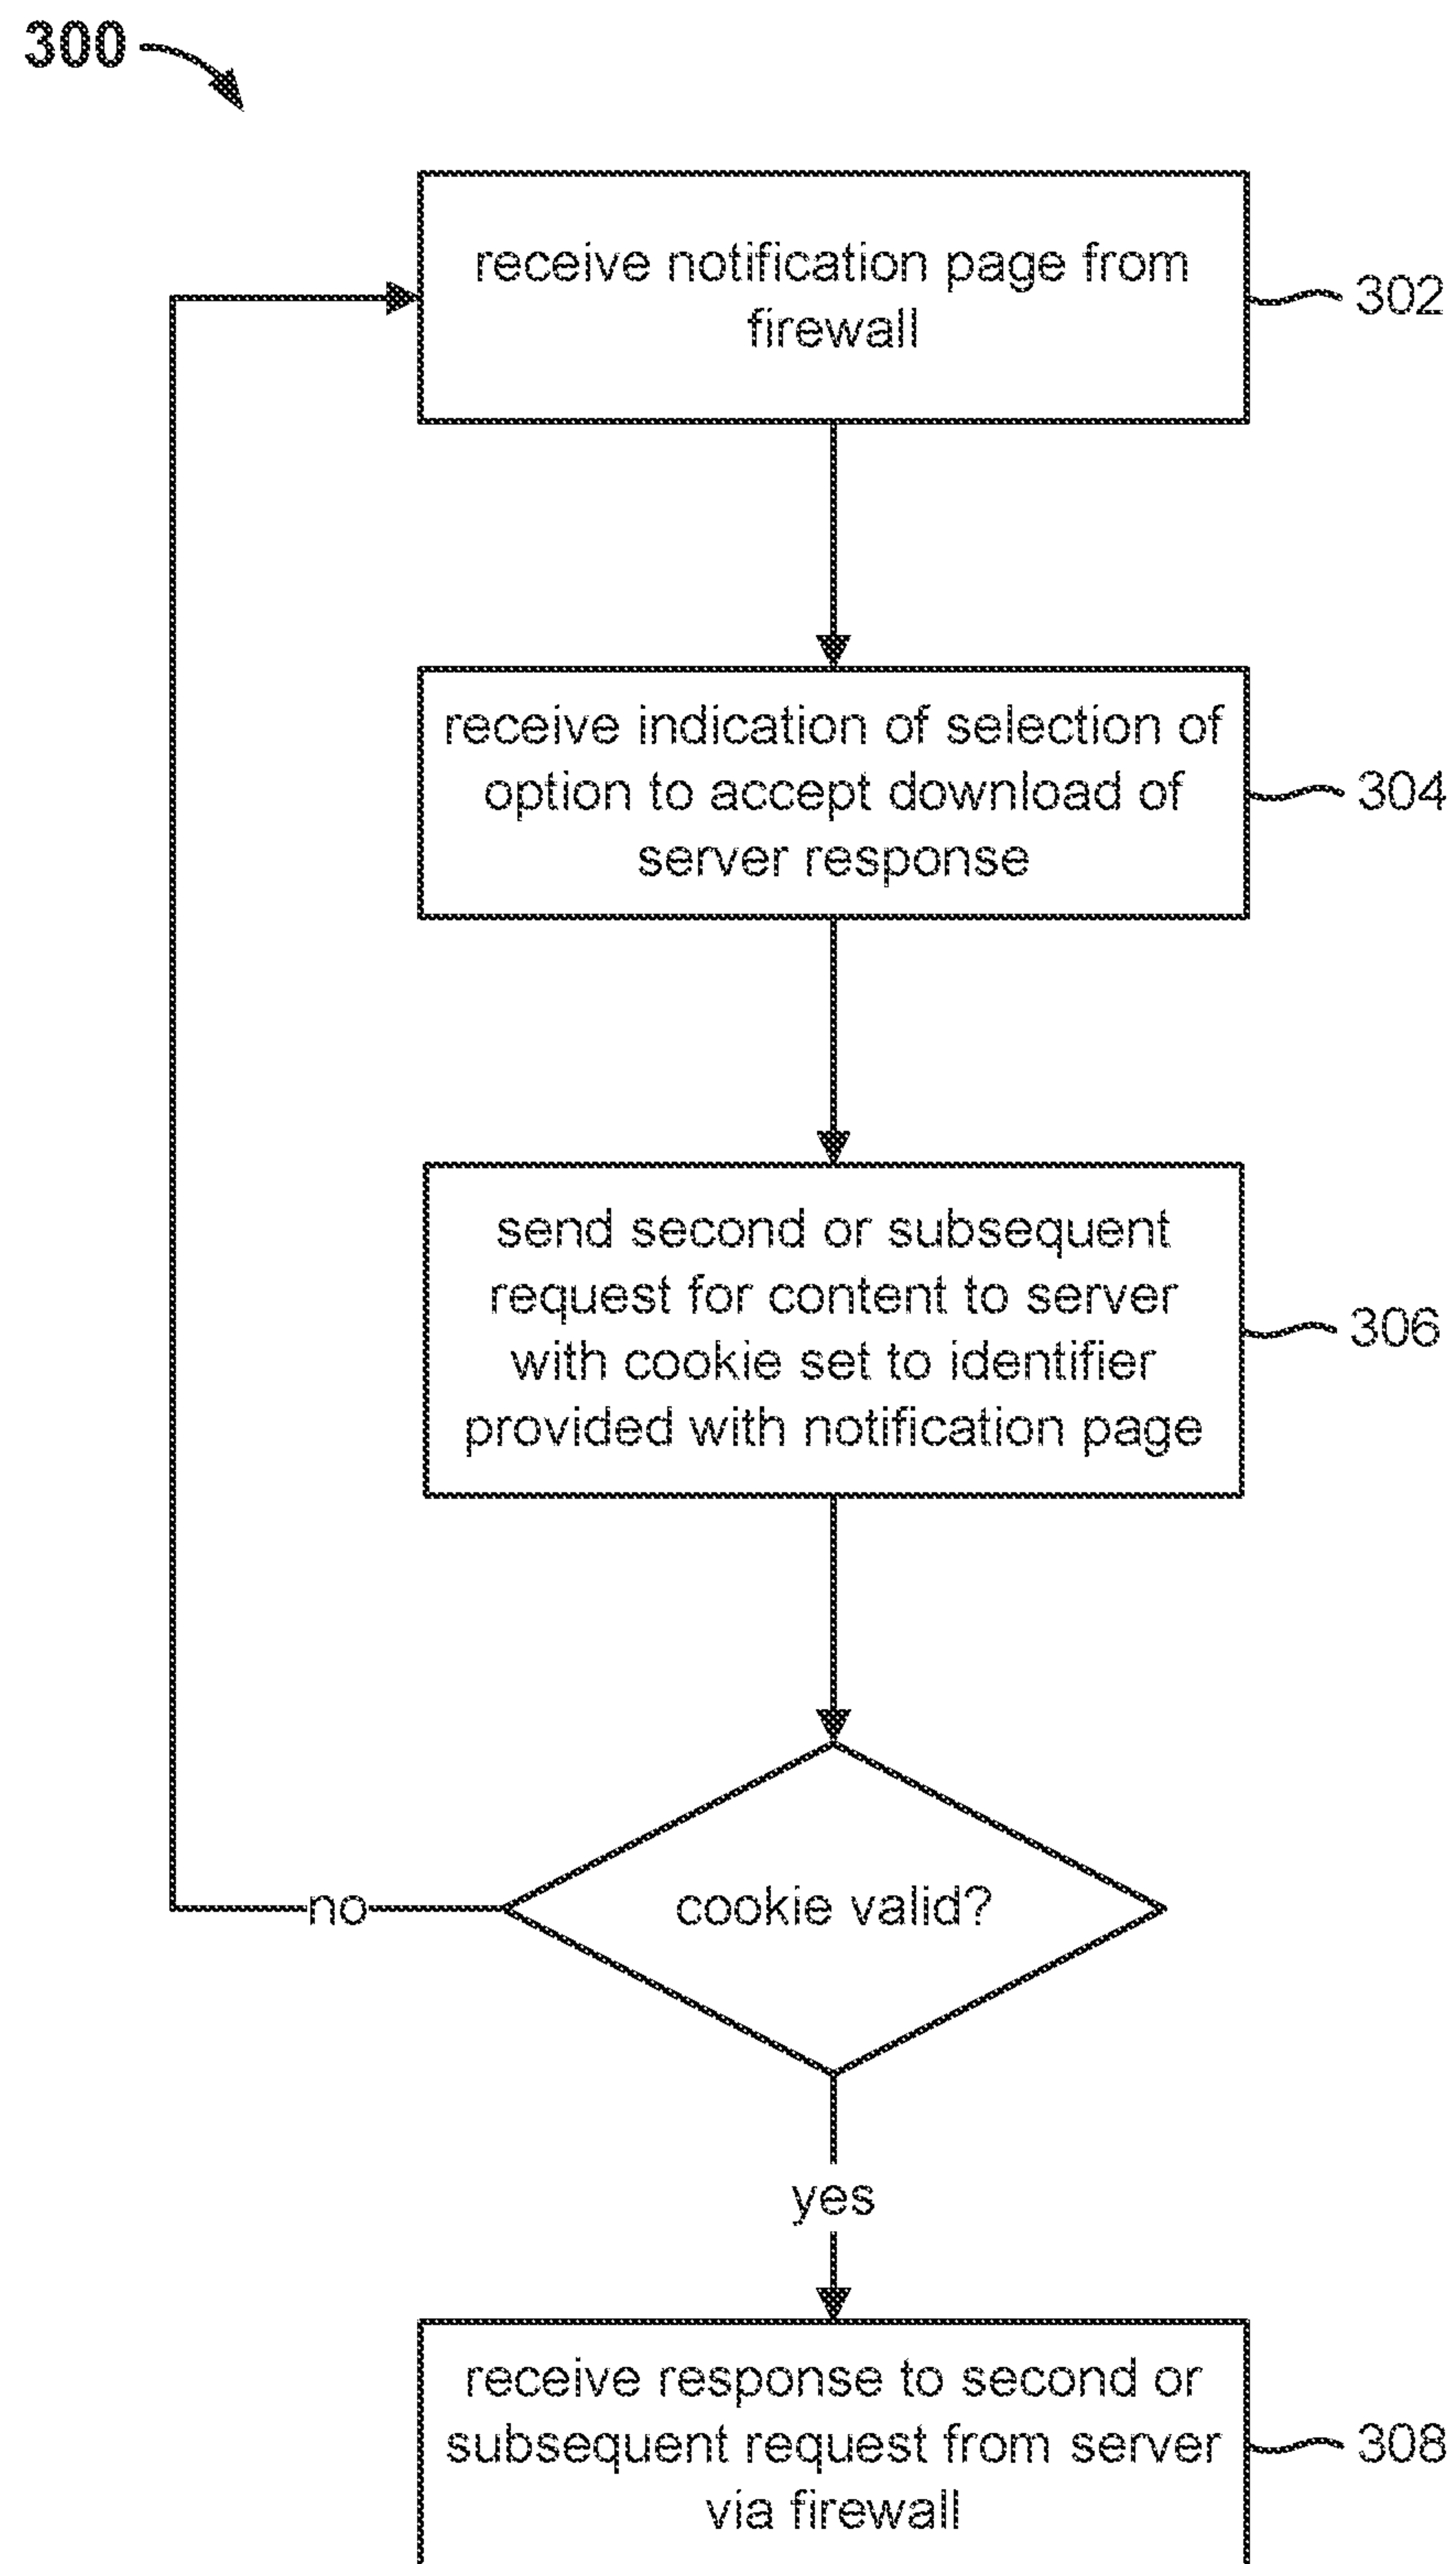 300
receive notification page from
firewall
302
receive indication of selection of
option to accept download of
server response
304
send second or subsequent
request for content to server
with cookie set to identifier
provided with notification page
306
cookie valid?
no
yes
receive response to second or
subsequent request from server
via firewall
308